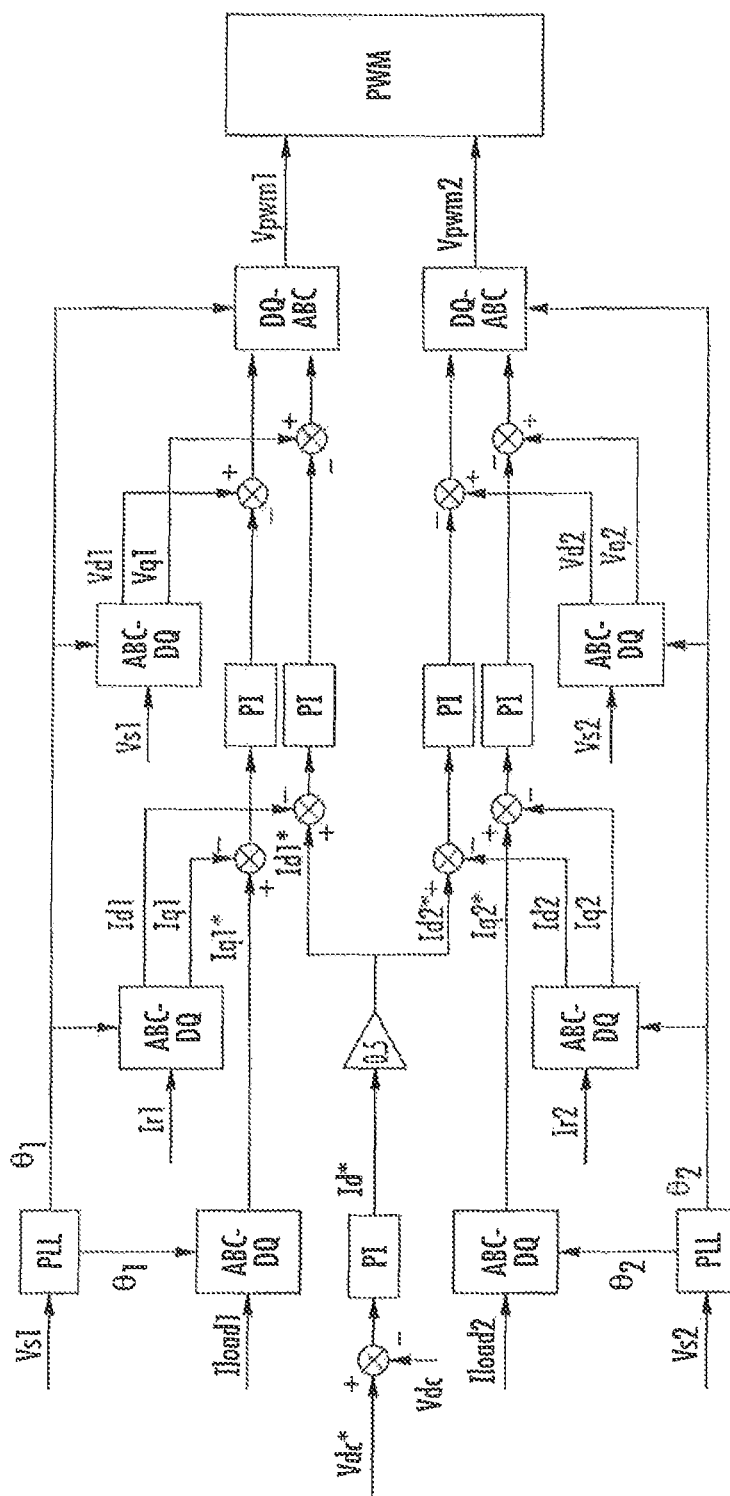 Vs1
PLL
θ1
θ1
Iload1
ABC-
DQ
Ir1
ABC-
DQ
Id1
Iq1
Iq1*
Id1*
-
+
-
+
Vs1
ABC-
DQ
Vd1
Vq1
PI
PI
+
-
+
-
DQ-
ABC
Vpwm1
PWM
Vdc*
+
-
Vdc
PI
Id*
0.5
Id2*
+
-
Iq2*
+
-
PI
PI
-
+
-
+
DQ-
ABC
Vpwm2
Iload2
ABC-
DQ
Ir2
ABC-
DQ
Id2
Iq2
Vs2
ABC-
DQ
Vd2
Vq2
θ2
θ2
Vs2
PLL